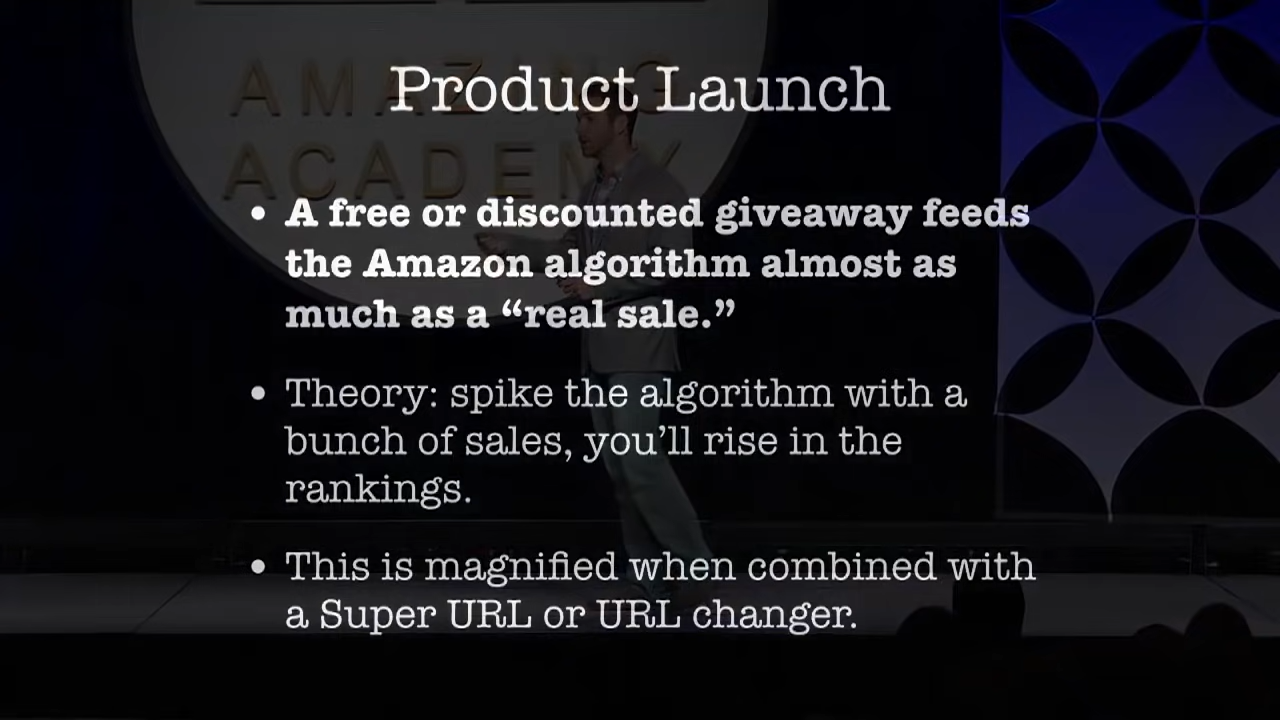 Product Launch
AMAZING
ACADEMY
• A free or discounted giveaway feeds
the Amazon algorithm almost as
much as a “real sale.”
• Theory: spike the algorithm with a
bunch of sales, you’ll rise in the
rankings.
• This is magnified when combined with
a Super URL or URL changer.